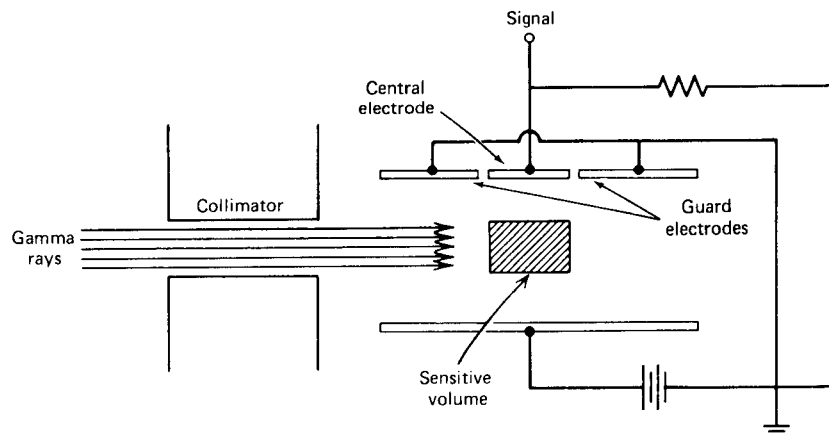 Signal
Central
electrode
Collimator
Gamma
rays
Guard
electrodes
Sensitive
volume